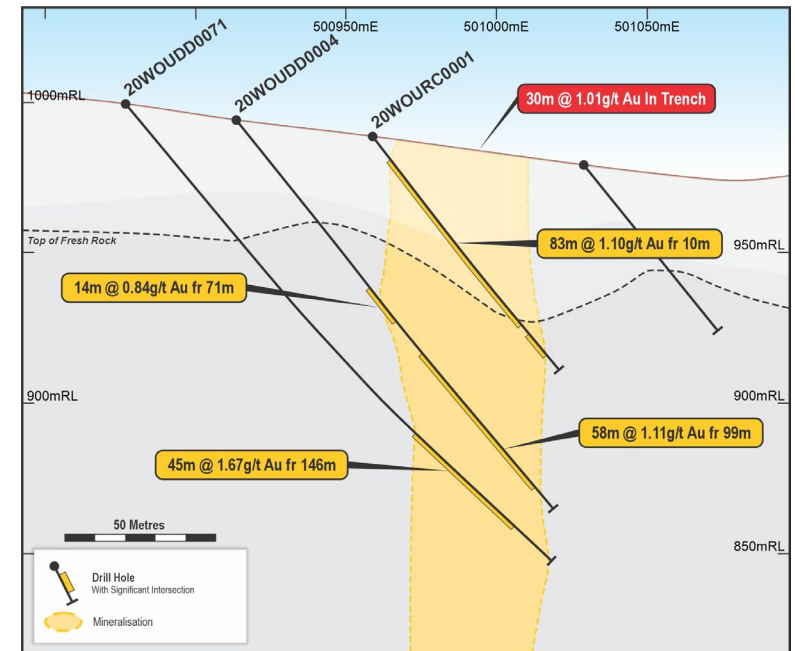 500950mE
501000mE
501050mE
20WOUDD0071
20WOUDD0004
20WOURC0001
1000mRL
30m @ 1.01g/t Au In Trench
Top of Fresh Rock
83m @ 1.10g/t Au fr 10m
950mRL
14m @ 0.84g/t Au fr 71m
900mRL
900mRL
58m @ 1.11g/t Au fr 99m
45m @ 1.67g/t Au fr 146m
50 Metres
850mRL
Drill Hole
With Significant Intersection
Mineralisation